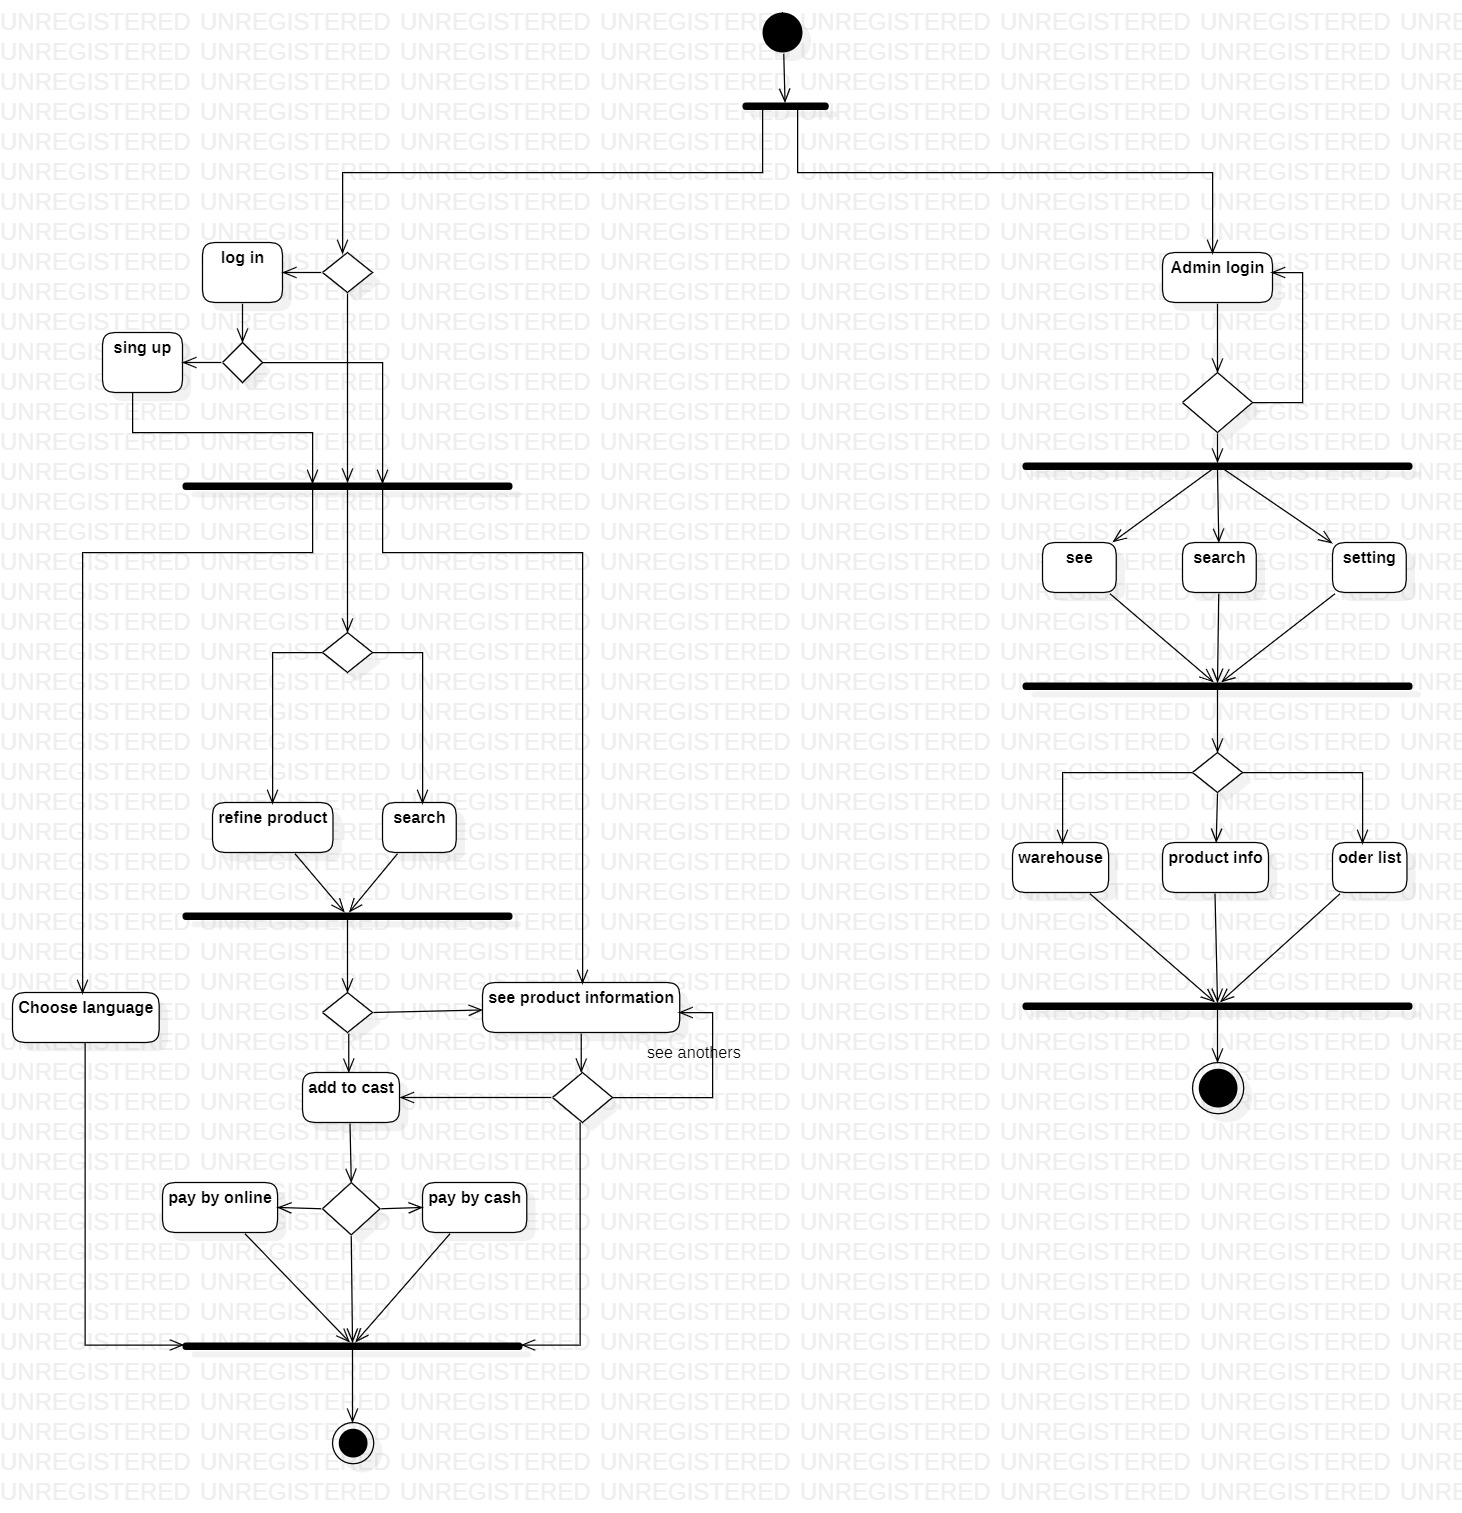 log in
Admin login
sing up
see
search
setting
refine product
search
warehouse
product info
oder list
Choose language
see product information
see anothers
add to cast
pay by online
pay by cash
UNREGISTERED